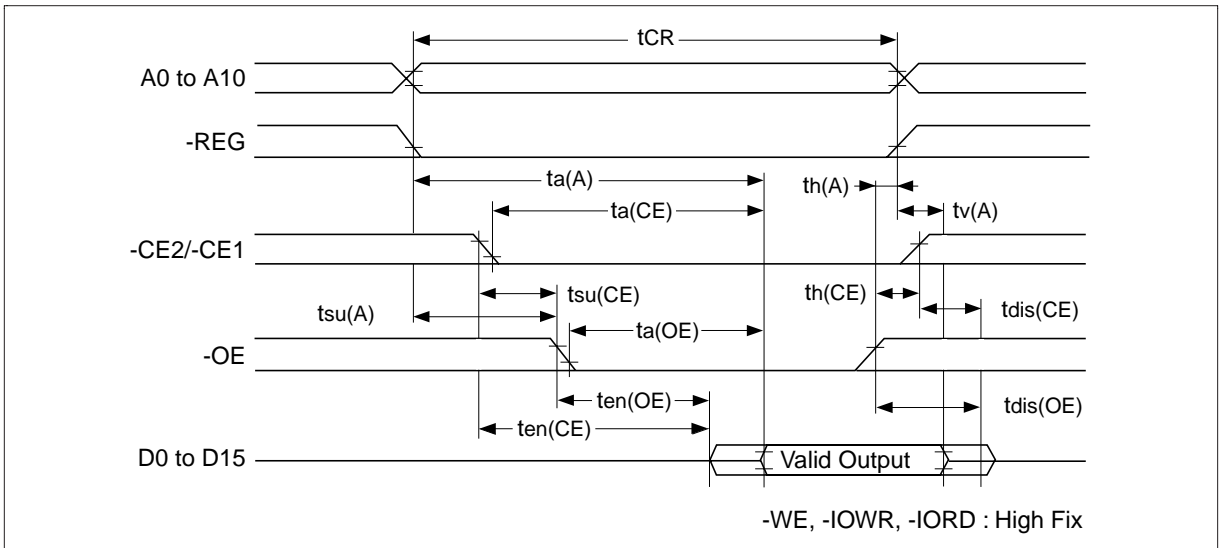 tCR
A0 to A10
-REG
ta(A)
th(A)
ta(CE)
tv(A)
-CE2/-CE1
tsu(CE)
th(CE)
tsu(A)
tdis(CE)
ta(OE)
-OE
ten(OE)
tdis(OE)
ten(CE)
D0 to D15
Valid Output
-WE, -IOWR, -IORD : High Fix